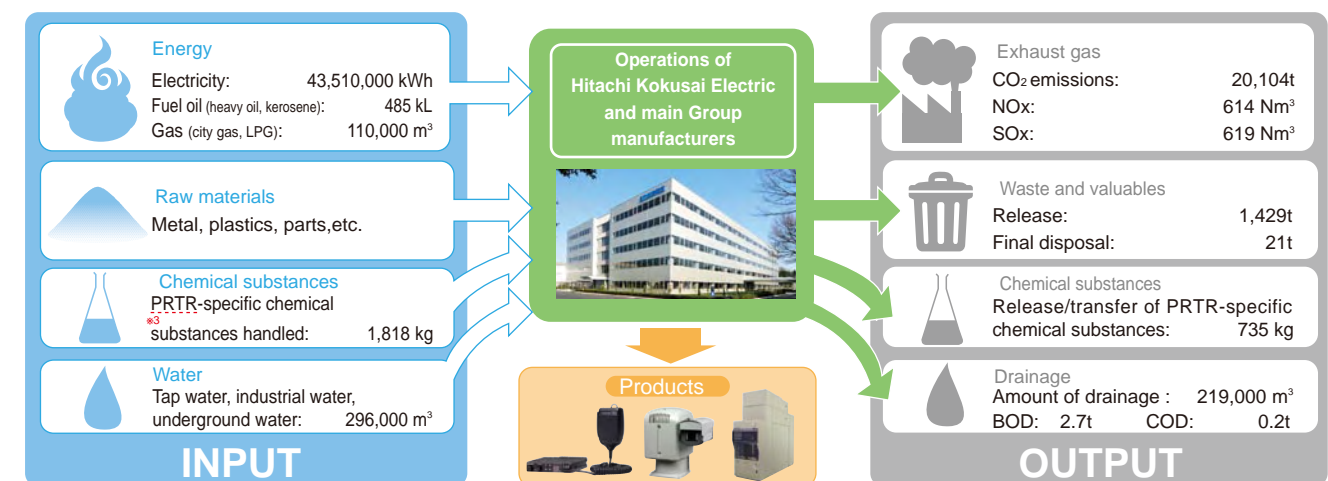 Energy
Electricity: 43,510,000 kWh
Fuel oil (heavy oil, kerosene): 485 kL
Gas (city gas, LPG): 110,000 m³
Raw materials
Metal, plastics, parts,etc.
Chemical substances
PRTR-specific chemical
※3
substances handled: 1,818 kg
Water
Tap water, industrial water,
underground water: 296,000 m³
INPUT
Operations of
Hitachi Kokusai Electric
and main Group
manufacturers
Products
Exhaust gas
CO₂ emissions: 20,104t
NOx: 614 Nm³
SOx: 619 Nm³
Waste and valuables
Release: 1,429t
Final disposal: 21t
Chemical substances
Release/transfer of PRTR-specific
chemical substances: 735 kg
Drainage
Amount of drainage : 219,000 m³
BOD: 2.7t COD: 0.2t
OUTPUT